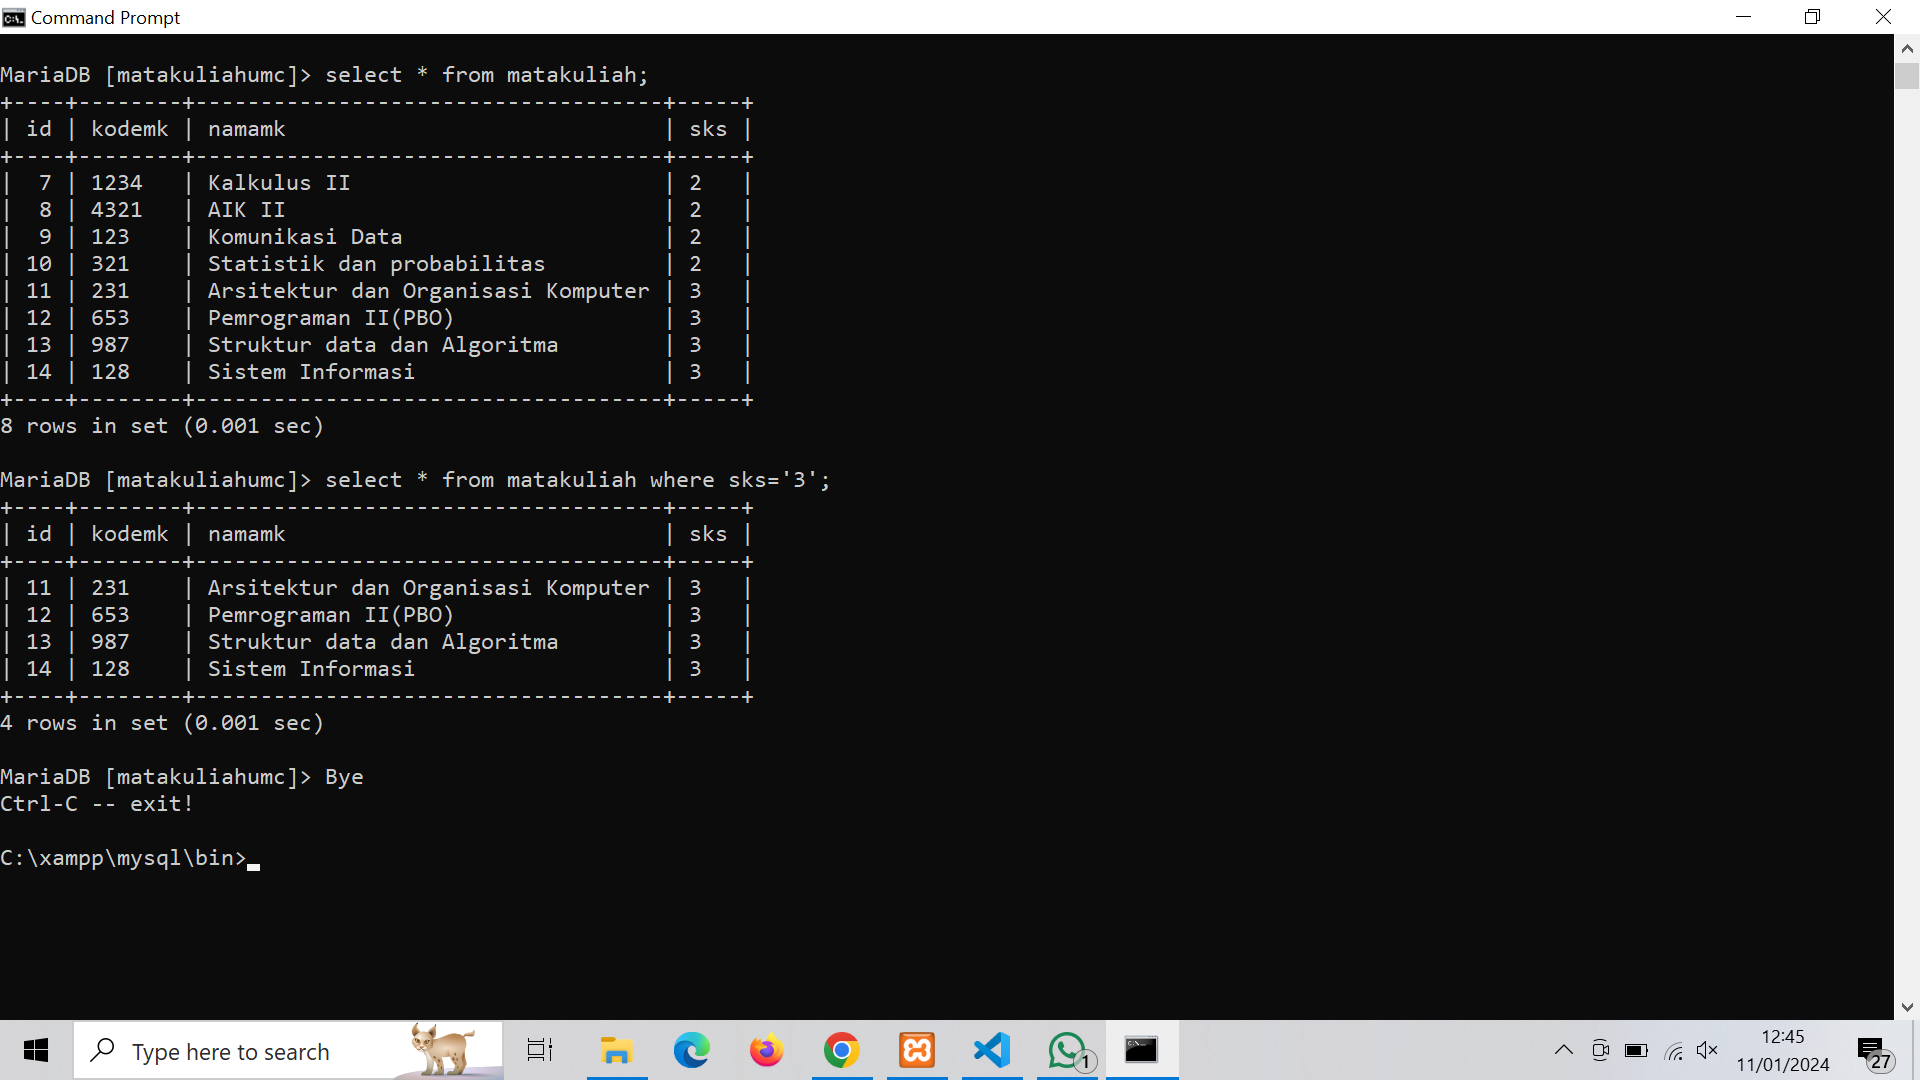 Command Prompt
MariaDB [matakuliahumc]> select * from matakuliah;
+----+--------+------------------------------------+-----+
| id | kodemk | namamk                             | sks |
+----+--------+------------------------------------+-----+
|  7 | 1234   | Kalkulus II                        | 2   |
|  8 | 4321   | AIK II                             | 2   |
|  9 | 123    | Komunikasi Data                    | 2   |
| 10 | 321    | Statistik dan probabilitas         | 2   |
| 11 | 231    | Arsitektur dan Organisasi Komputer | 3   |
| 12 | 653    | Pemrograman II(PBO)                | 3   |
| 13 | 987    | Struktur data dan Algoritma        | 3   |
| 14 | 128    | Sistem Informasi                   | 3   |
+----+--------+------------------------------------+-----+
8 rows in set (0.001 sec)
MariaDB [matakuliahumc]> select * from matakuliah where sks='3';
+----+--------+------------------------------------+-----+
| id | kodemk | namamk                             | sks |
+----+--------+------------------------------------+-----+
| 11 | 231    | Arsitektur dan Organisasi Komputer | 3   |
| 12 | 653    | Pemrograman II(PBO)                | 3   |
| 13 | 987    | Struktur data dan Algoritma        | 3   |
| 14 | 128    | Sistem Informasi                   | 3   |
+----+--------+------------------------------------+-----+
4 rows in set (0.001 sec)
MariaDB [matakuliahumc]> Bye
Ctrl-C -- exit!
C:\xampp\mysql\bin>
Type here to search
1
12:45
11/01/2024
27